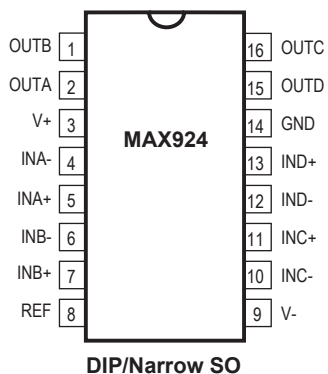 OUTB 1 16 OUTC
OUTA 2 15 OUTD
V+ 3 14 GND
MAX924
INA- 4 13 IND+
INA+ 5 12 IND-
INB- 6 11 INC+
INB+ 7 10 INC-
REF 8 9 V-
DIP/Narrow SO